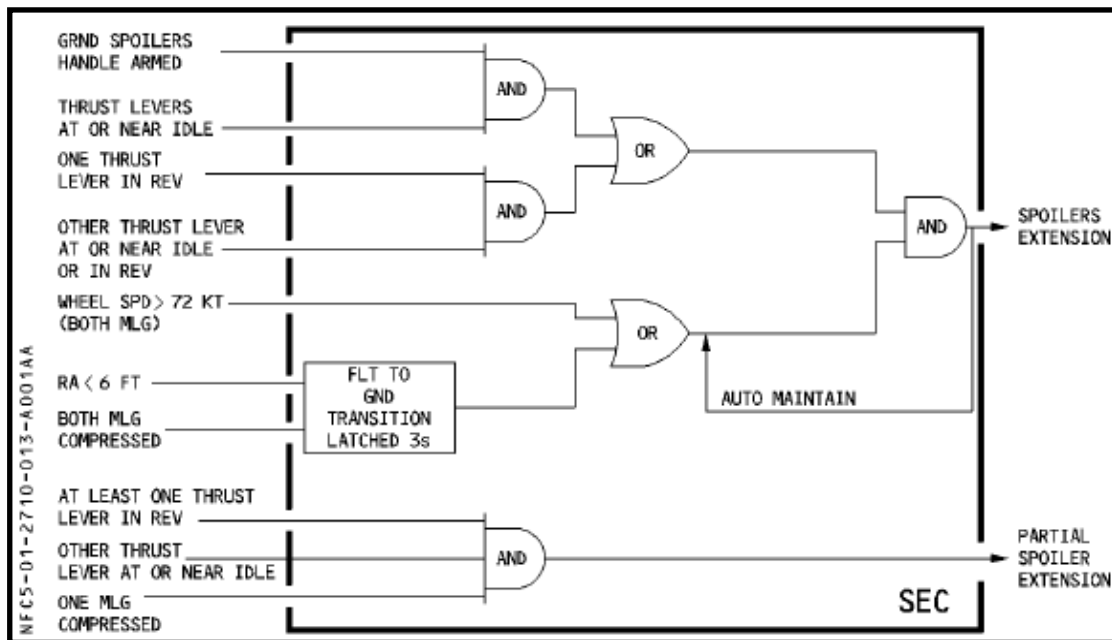 GRND SPOILERS
HANDLE ARMED
THRUST LEVERS
AT OR NEAR IDLE
ONE THRUST
LEVER IN REV
OTHER THRUST LEVER
AT OR NEAR IDLE
OR IN REV
WHEEL SPD> 72 KT
(BOTH MLG)
RA< 6 FT
BOTH MLG
COMPRESSED
AT LEAST ONE THRUST
LEVER IN REV
OTHER THRUST
LEVER AT OR NEAR IDLE
ONE MLG
COMPRESSED
AND
AND
OR
OR
AND
FLT TO
GND
TRANSITION
LATCHED 3s
AUTO MAINTAIN
AND
SPOILERS
EXTENSION
PARTIAL
SPOILER
EXTENSION
SEC
NFC5-01-2710-013-A001AA